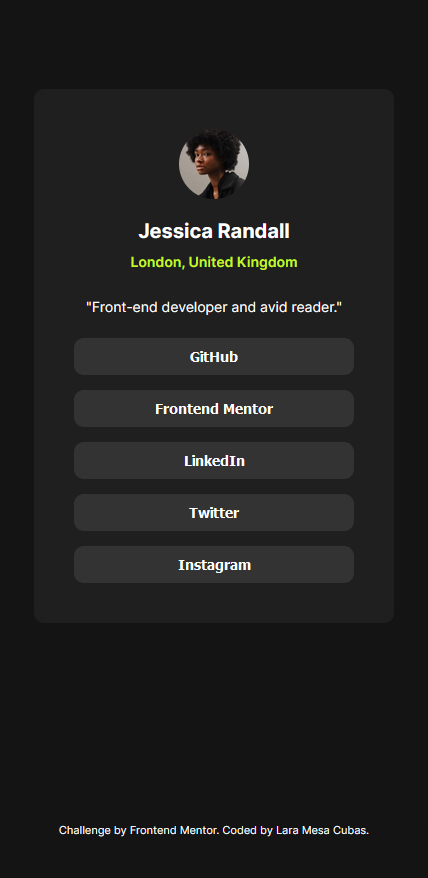 Jessica Randall
London, United Kingdom
"Front-end developer and avid reader."
GitHub
Frontend Mentor
LinkedIn
Twitter
Instagram
Challenge by Frontend Mentor. Coded by Lara Mesa Cubas.